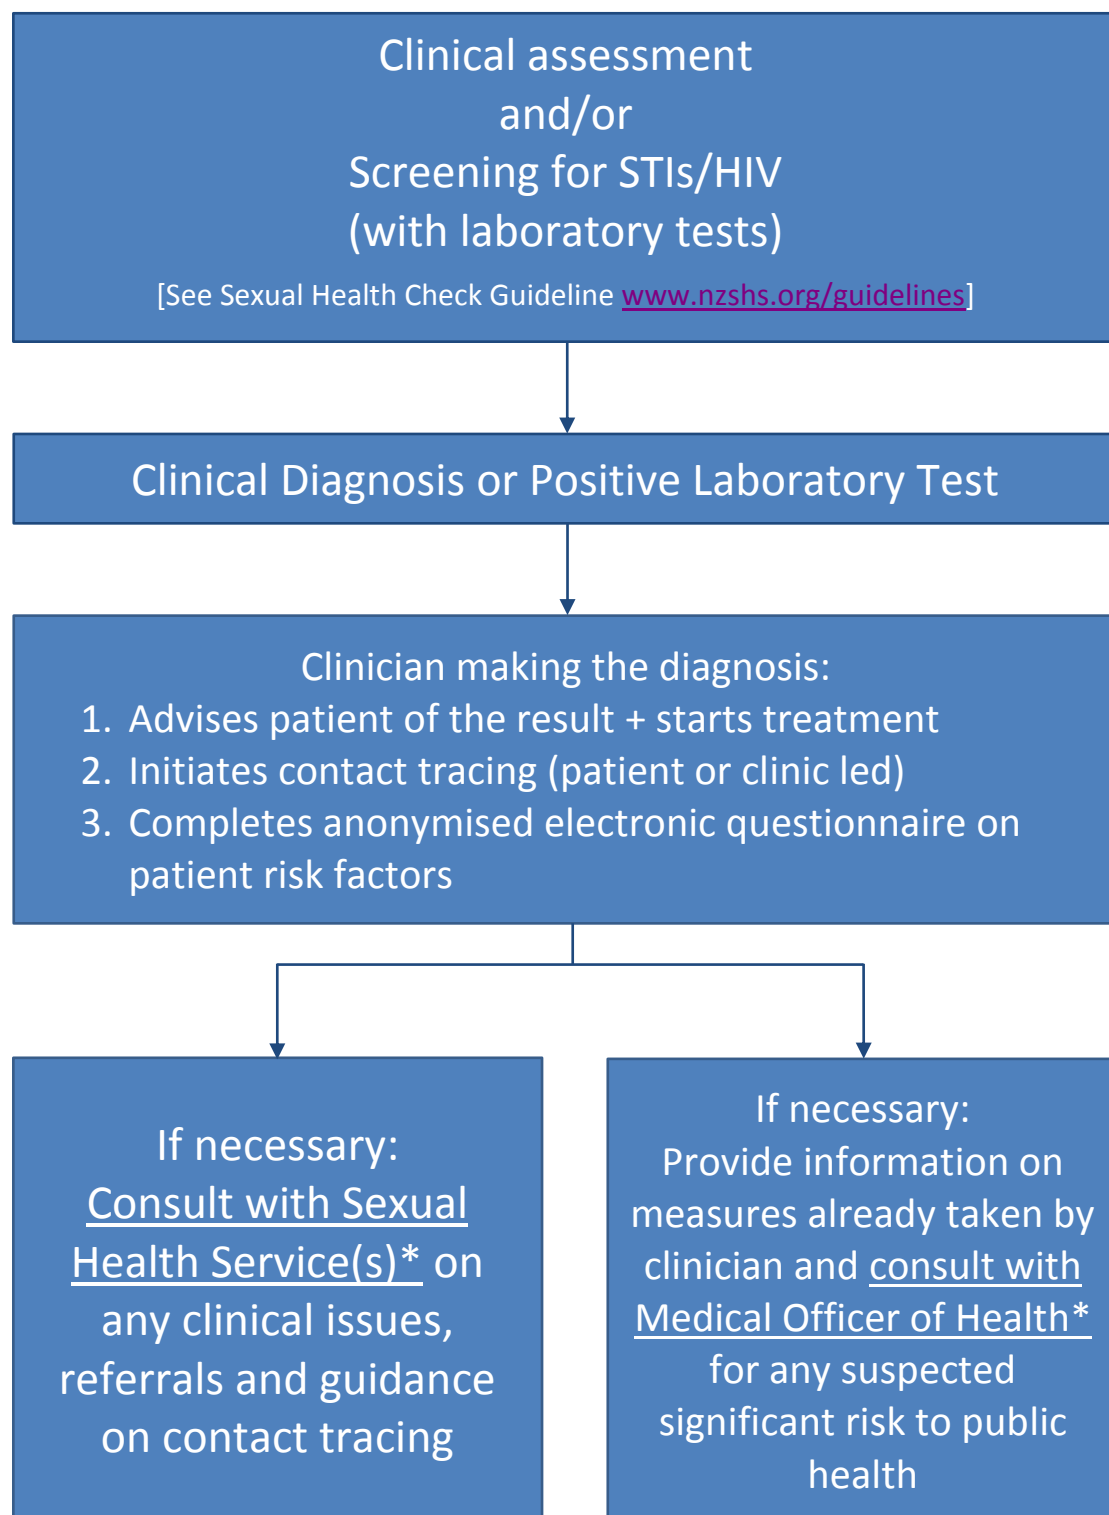 Clinical assessment
and/or
Screening for STIs/HIV
(with laboratory tests)
[See Sexual Health Check Guideline www.nzshs.org/guidelines]
Clinical Diagnosis or Positive Laboratory Test
Clinician making the diagnosis:
1. Advises patient of the result + starts treatment
2. Initiates contact tracing (patient or clinic led)
3. Completes anonymised electronic questionnaire on
patient risk factors
If necessary:
Consult with Sexual
Health Service(s)* on
any clinical issues,
referrals and guidance
on contact tracing
If necessary:
Provide information on
measures already taken by
clinician and consult with
Medical Officer of Health*
for any suspected
significant risk to public
health